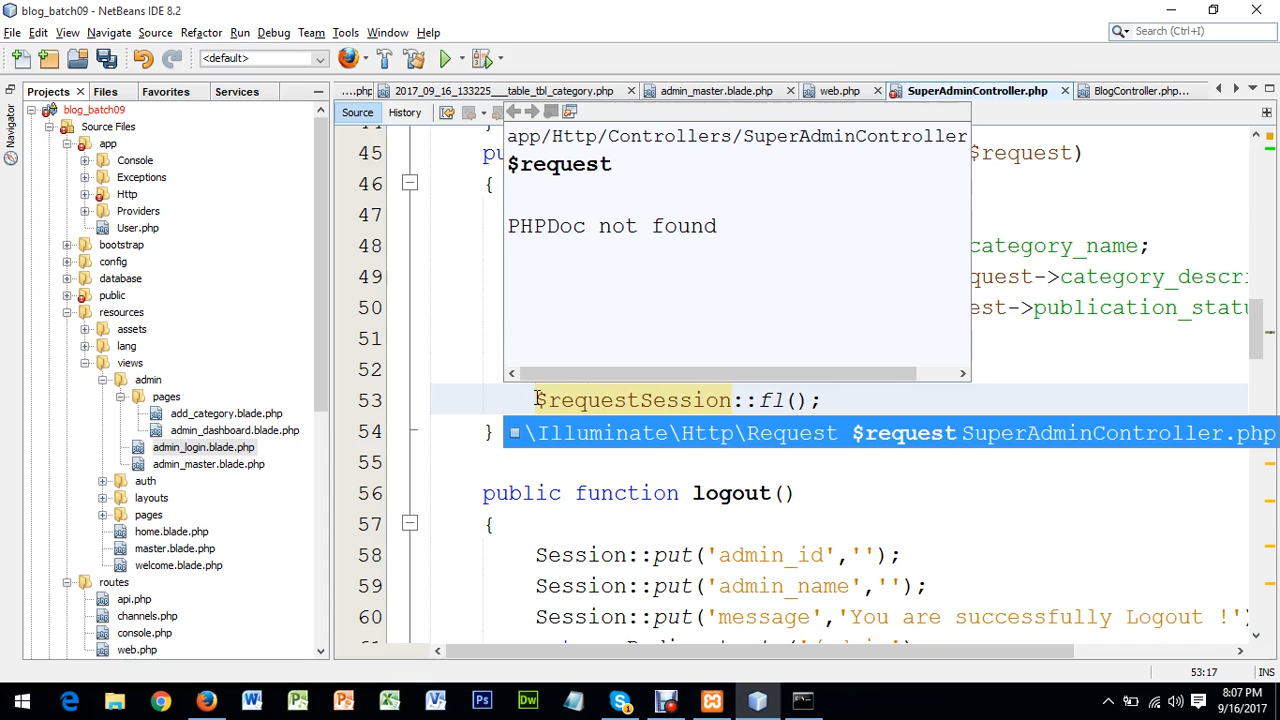 blog_batch09 - NetBeans IDE 8.2
File Edit View Navigate Source Refactor Run Debug Team Tools Window Help
Search (Ctrl+I)
<default>
Projects Files Favorites Services
...php 2017_09_16_133225___table_tbl_category.php admin_master.blade.php web.php SuperAdminController.php BlogController.php...
Navigator
Source History
blog_batch09
Source Files
app
Console
Exceptions
Http
Providers
User.php
bootstrap
config
database
public
resources
assets
lang
views
admin
pages
add_category.blade.php
admin_dashboard.blade.php
admin_login.blade.php
admin_master.blade.php
auth
layouts
pages
home.blade.php
master.blade.php
welcome.blade.php
routes
api.php
channels.php
console.php
web.php
app/Http/Controllers/SuperAdminController
$request
PHPDoc not found
45 pu $request)
46 {
47
48 category_name;
49 quest->category_descri
50 est->publication_statu
51
52
53 $requestSession::fl();
\Illuminate\Http\Request $request SuperAdminController.php
54 }
55
56 public function logout()
57 {
58 Session::put('admin_id','');
59 Session::put('admin_name','');
60 Session::put('message','You are successfully Logout !')
53:17
8:07 PM
9/16/2017